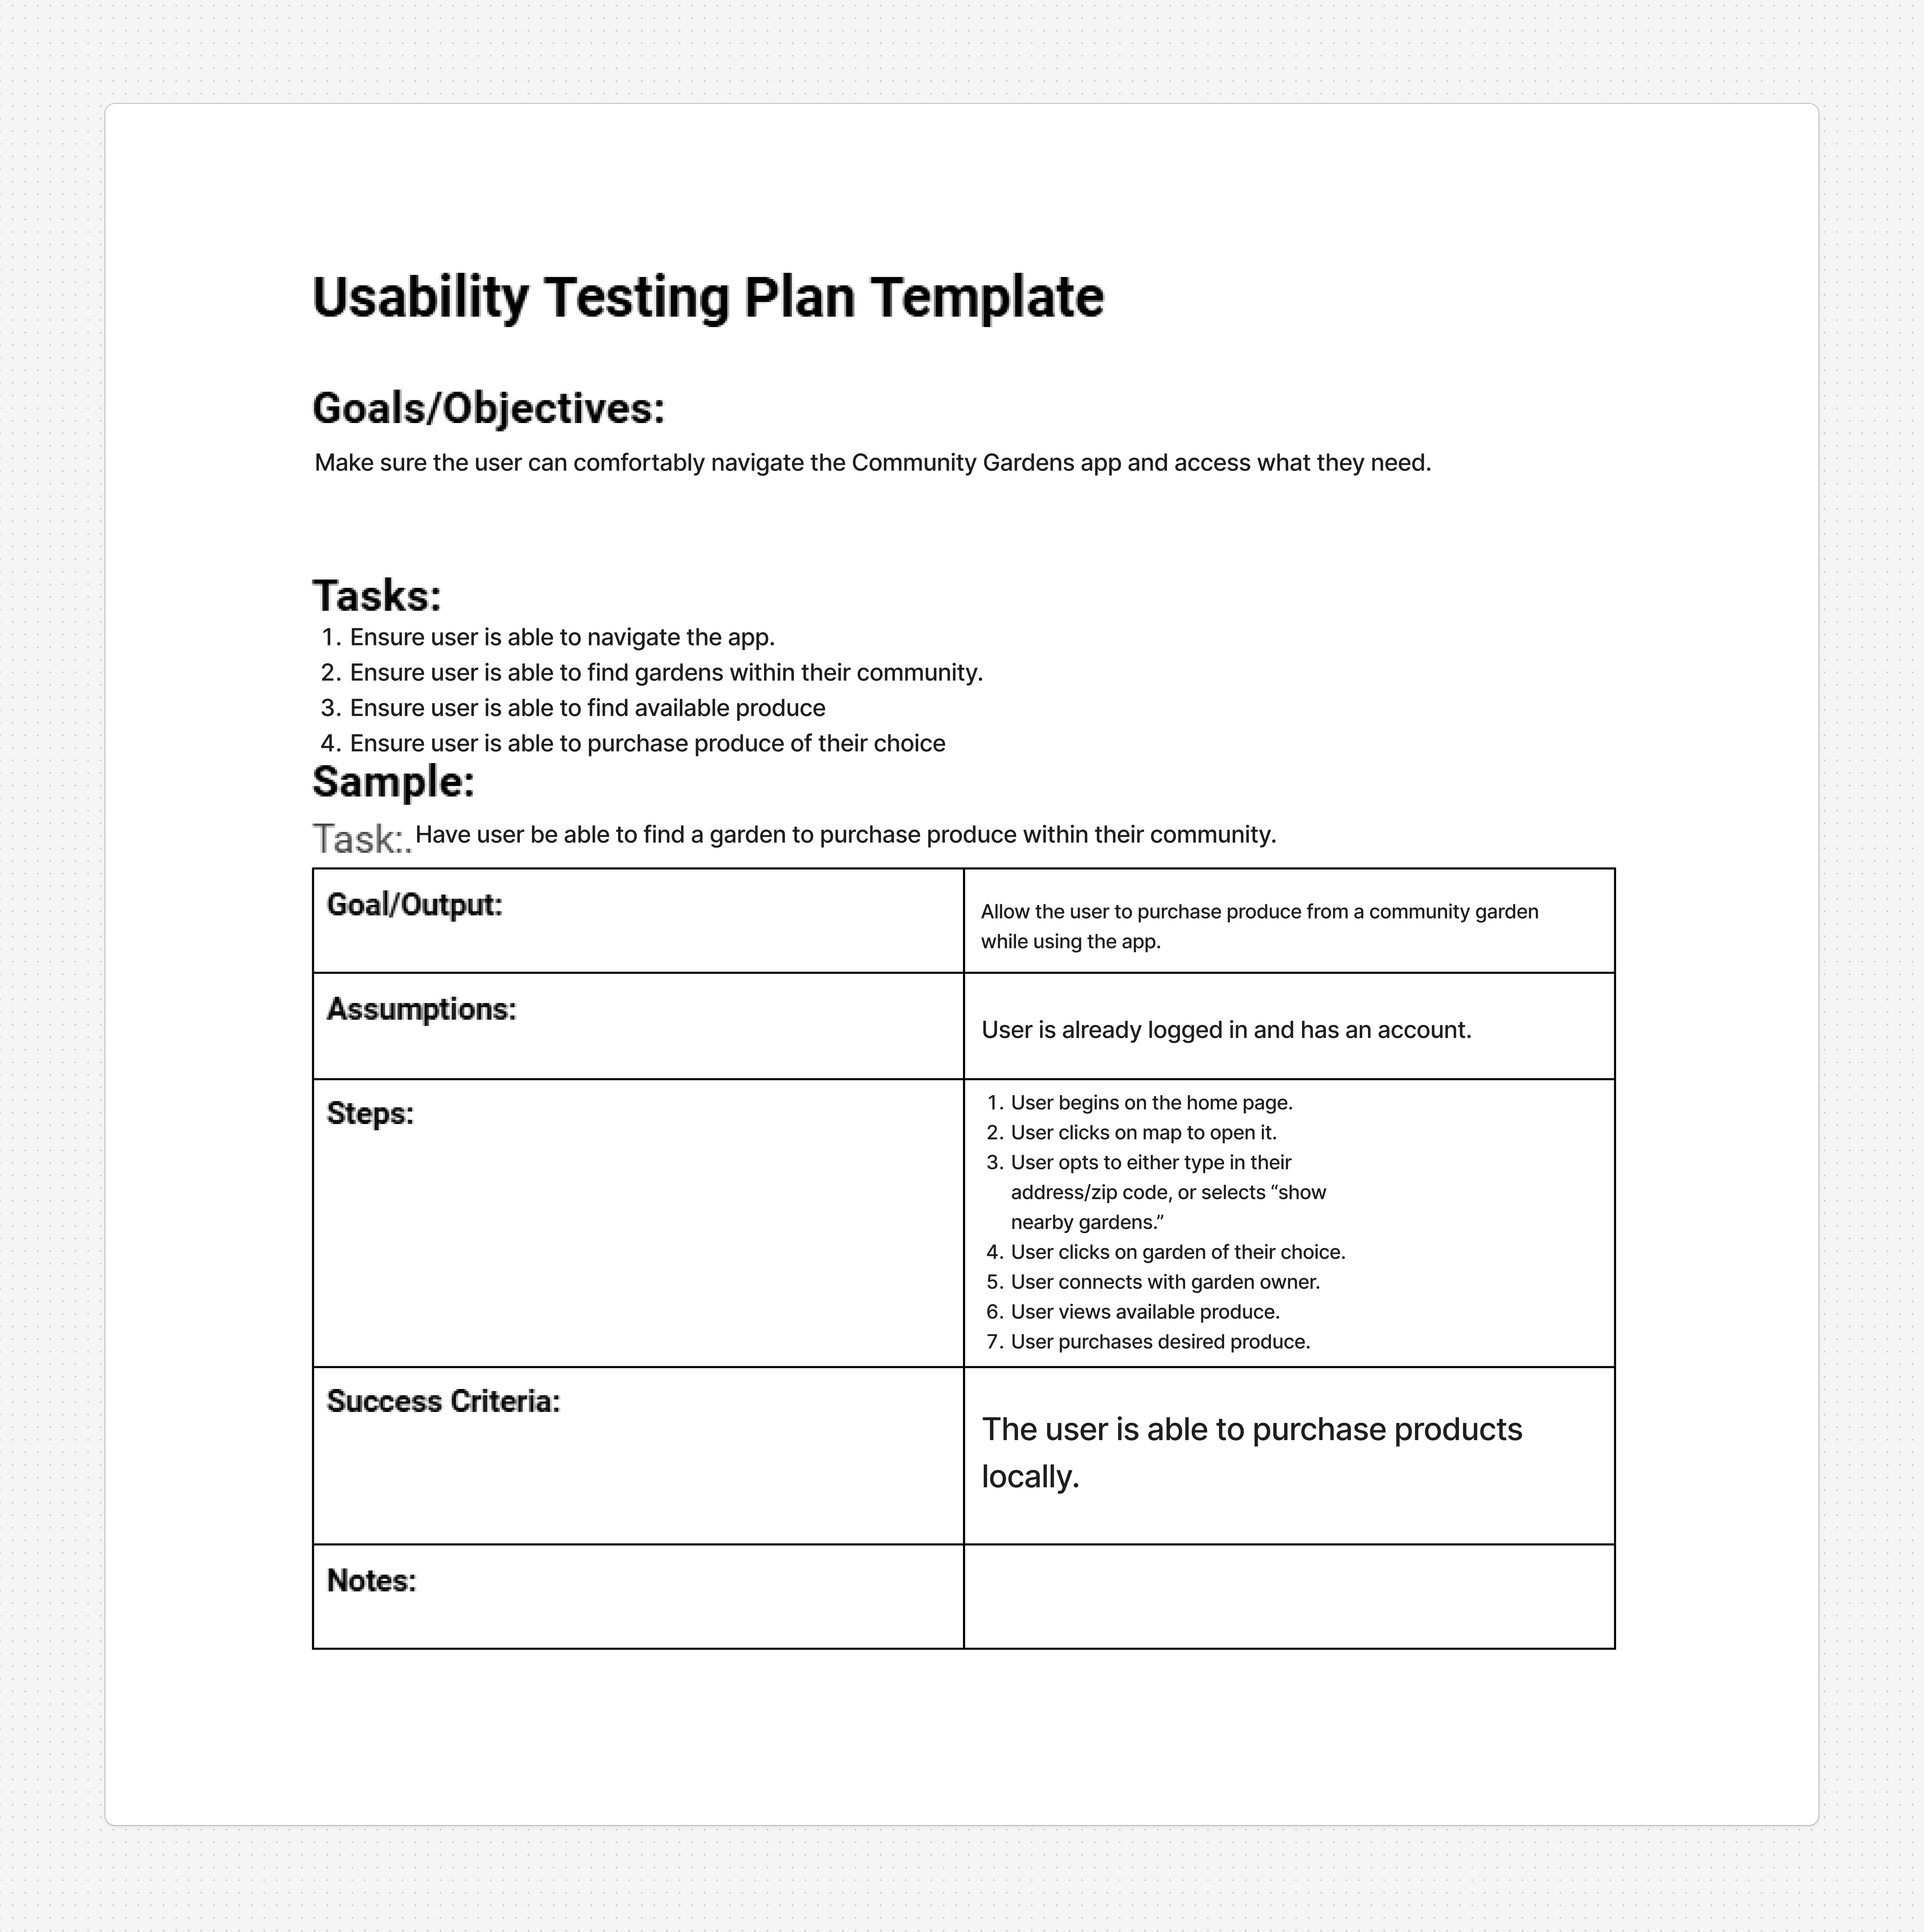 Usability Testing Plan Template
Goals/Objectives:
Make sure the user can comfortably navigate the Community Gardens app and access what they need.
Tasks:
1. Ensure user is able to navigate the app.
2. Ensure user is able to find gardens within their community.
3. Ensure user is able to find available produce
4. Ensure user is able to purchase produce of their choice
Sample:
Task:. Have user be able to find a garden to purchase produce within their community.
Goal/Output:
Allow the user to purchase produce from a community garden
while using the app.
Assumptions:
User is already logged in and has an account.
Steps:
1. User begins on the home page.
2. User clicks on map to open it.
3. User opts to either type in their
address/zip code, or selects “show
nearby gardens.”
4. User clicks on garden of their choice.
5. User connects with garden owner.
6. User views available produce.
7. User purchases desired produce.
Success Criteria:
The user is able to purchase products
locally.
Notes: